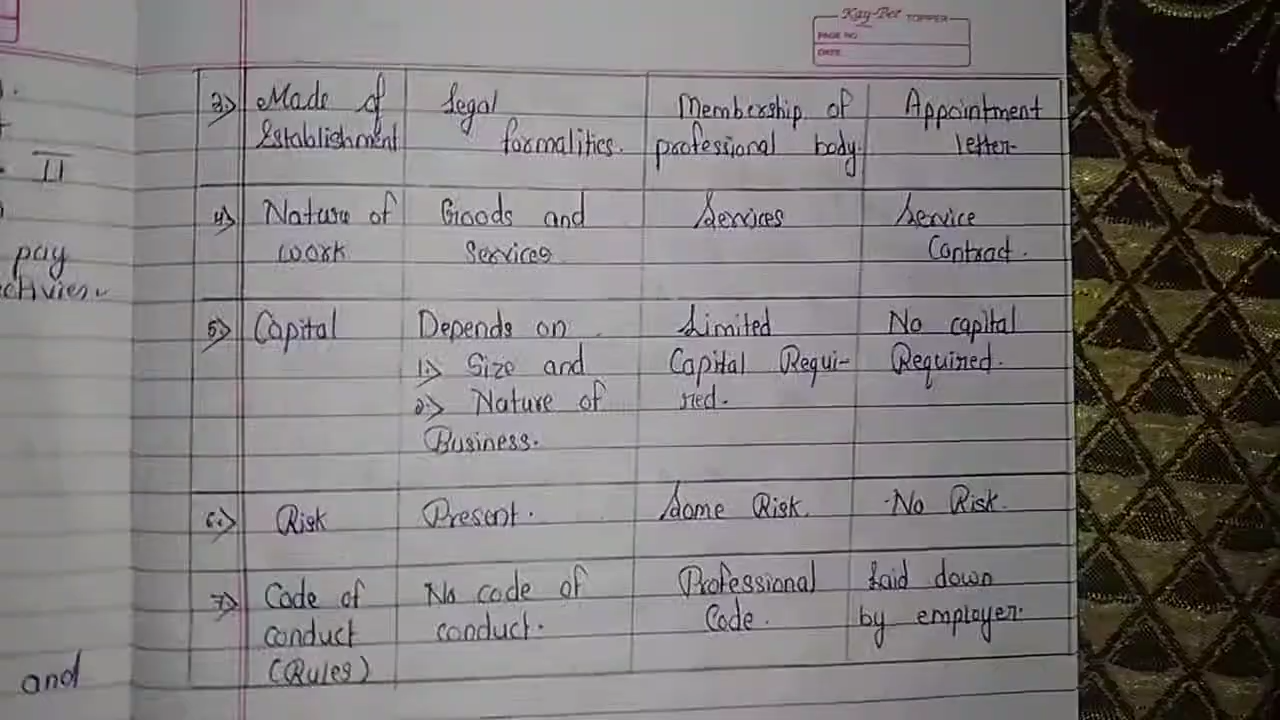 Kay-Dee TOPPER
PAGE NO.
DATE
II
pay
and
3) Made of Establishment | Legal formalities. | Membership of professional body. | Appointment letter.
4) Nature of work | Goods and Services | Services | Service Contract.
5) Capital | Depends on 1) Size and 2) Nature of Business. | Limited Capital Requi-red. | No capital Required.
6) Risk | Present. | Some Risk. | No Risk.
7) Code of conduct (Rules) | No code of conduct. | Professional Code. | Laid down by employer.